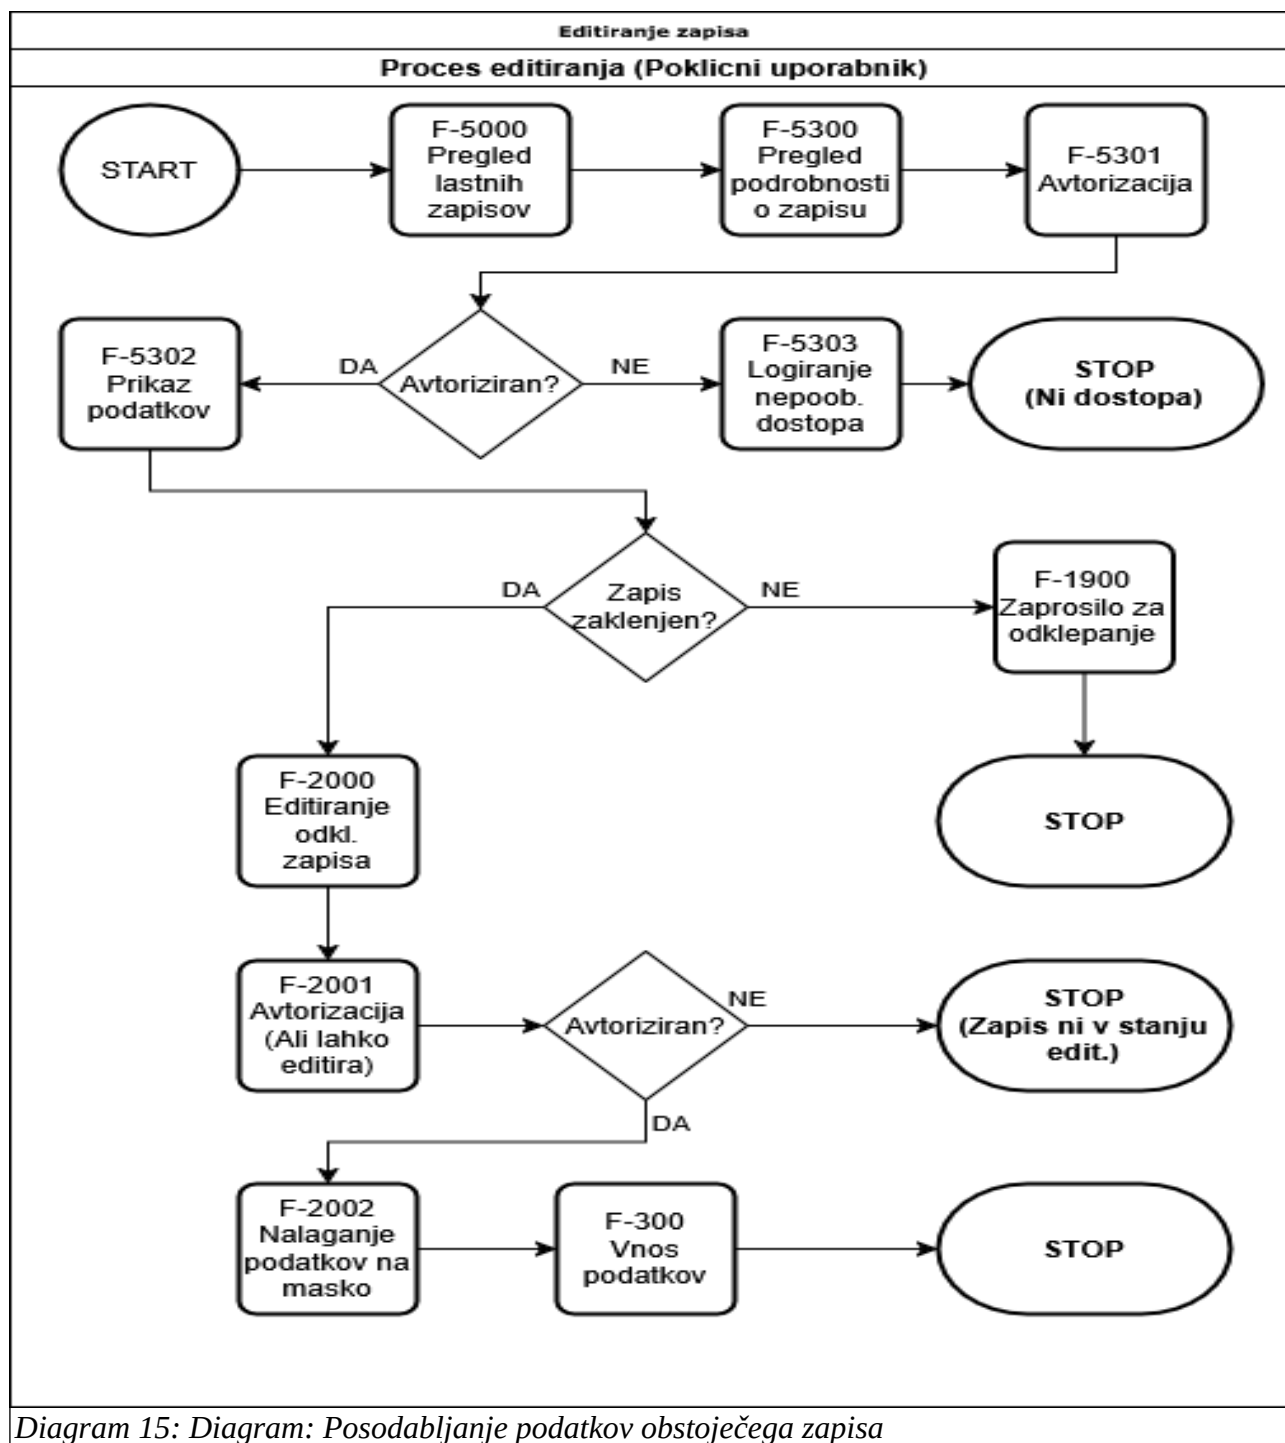 Editiranje zapisa
Proces editiranja (Poklicni uporabnik)
START
F-5000
Pregled
lastnih
zapisov
F-5300
Pregled
podrobnosti
o zapisu
F-5301
Avtorizacija
F-5302
Prikaz
podatkov
DA
Avtoriziran?
NE
F-5303
Logiranje
nepoob.
dostopa
STOP
(Ni dostopa)
DA
Zapis
zaklenjen?
NE
F-1900
Zaprosilo za
odklepanje
F-2000
Editiranje
odkl.
zapisa
STOP
F-2001
Avtorizacija
(Ali lahko
editira)
Avtoriziran?
NE
STOP
(Zapis ni v stanju
edit.)
DA
F-2002
Nalaganje
podatkov na
masko
F-300
Vnos
podatkov
STOP
Diagram 15: Diagram: Posodabljanje podatkov obstoječega zapisa